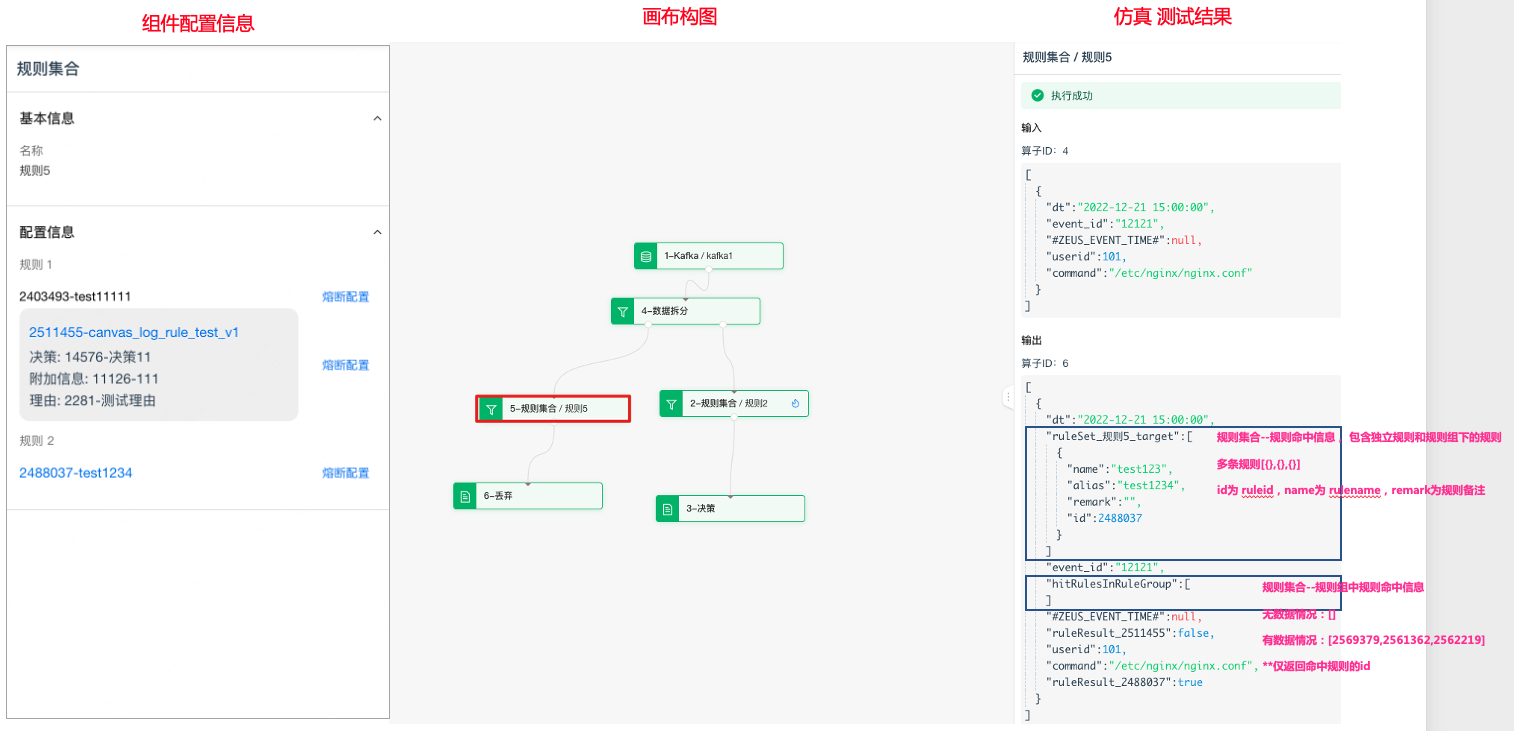 组件配置信息
画布构图
仿真 测试结果
规则集合
基本信息
名称
规则5
配置信息
规则 1
2403493-test11111
熔断配置
2511455-canvas_log_rule_test_v1
决策: 14576-决策11
附加信息: 11126-111
理由: 2281-测试理由
熔断配置
规则 2
2488037-test1234
熔断配置
1-Kafka / kafka1
4-数据拆分
5-规则集合 / 规则5
2-规则集合 / 规则2
6-丢弃
3-决策
规则集合 / 规则5
执行成功
输入
算子ID: 4
[
{
"dt":"2022-12-21 15:00:00",
"event_id":"12121",
"#ZEUS_EVENT_TIME#":null,
"userid":101,
"command":"/etc/nginx/nginx.conf"
}
]
输出
算子ID: 6
[
{
"dt":"2022-12-21 15:00:00",
"ruleSet_规则5_target":[
{
"name":"test123",
"alias":"test1234",
"remark":"",
"id":2488037
}
]
"event_id":"12121",
"hitRulesInRuleGroup":[
]
"#ZEUS_EVENT_TIME#":null,
"ruleResult_2511455":false,
"userid":101,
"command":"/etc/nginx/nginx.conf",
"ruleResult_2488037":true
}
]
规则集合--规则命中信息，包含独立规则和规则组下的规则
多条规则[{},{},{}]
id为 ruleid，name为 rulename，remark为规则备注
规则集合--规则组中规则命中信息
无数据情况：[]
有数据情况：[2569379,2561362,2562219]
**仅返回命中规则的id